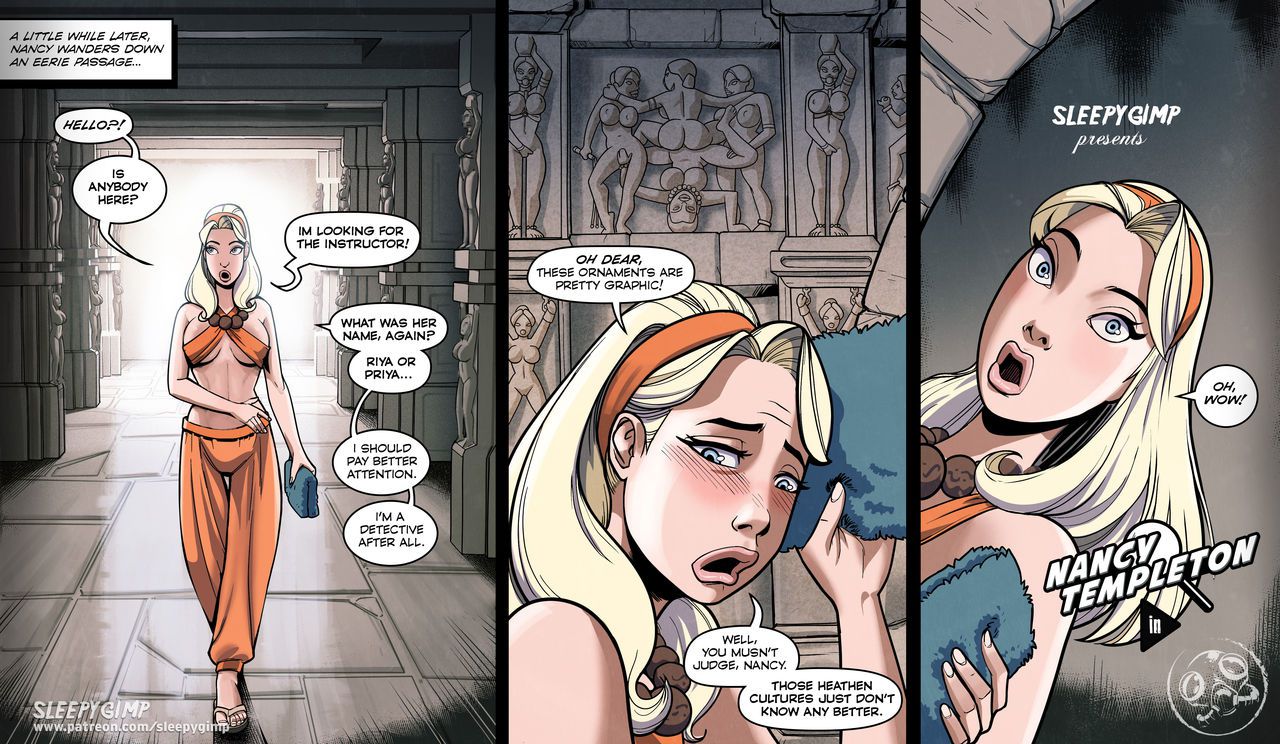 A LITTLE WHILE LATER,
NANCY WANDERS DOWN
AN EERIE PASSAGE...
HELLO?!
IS
ANYBODY
HERE?
IM LOOKING FOR
THE INSTRUCTOR!
WHAT WAS HER
NAME, AGAIN?
RIYA OR
PRIYA...
I SHOULD
PAY BETTER
ATTENTION.
I'M A
DETECTIVE
AFTER ALL.
SLEEPYGIMP
www.patreon.com/sleepygimp
OH DEAR,
THESE ORNAMENTS ARE
PRETTY GRAPHIC!
WELL,
YOU MUSN'T
JUDGE, NANCY.
THOSE HEATHEN
CULTURES JUST DON'T
KNOW ANY BETTER.
SLEEPYGIMP
presents
OH,
WOW!
NANCY
TEMPLETON
in